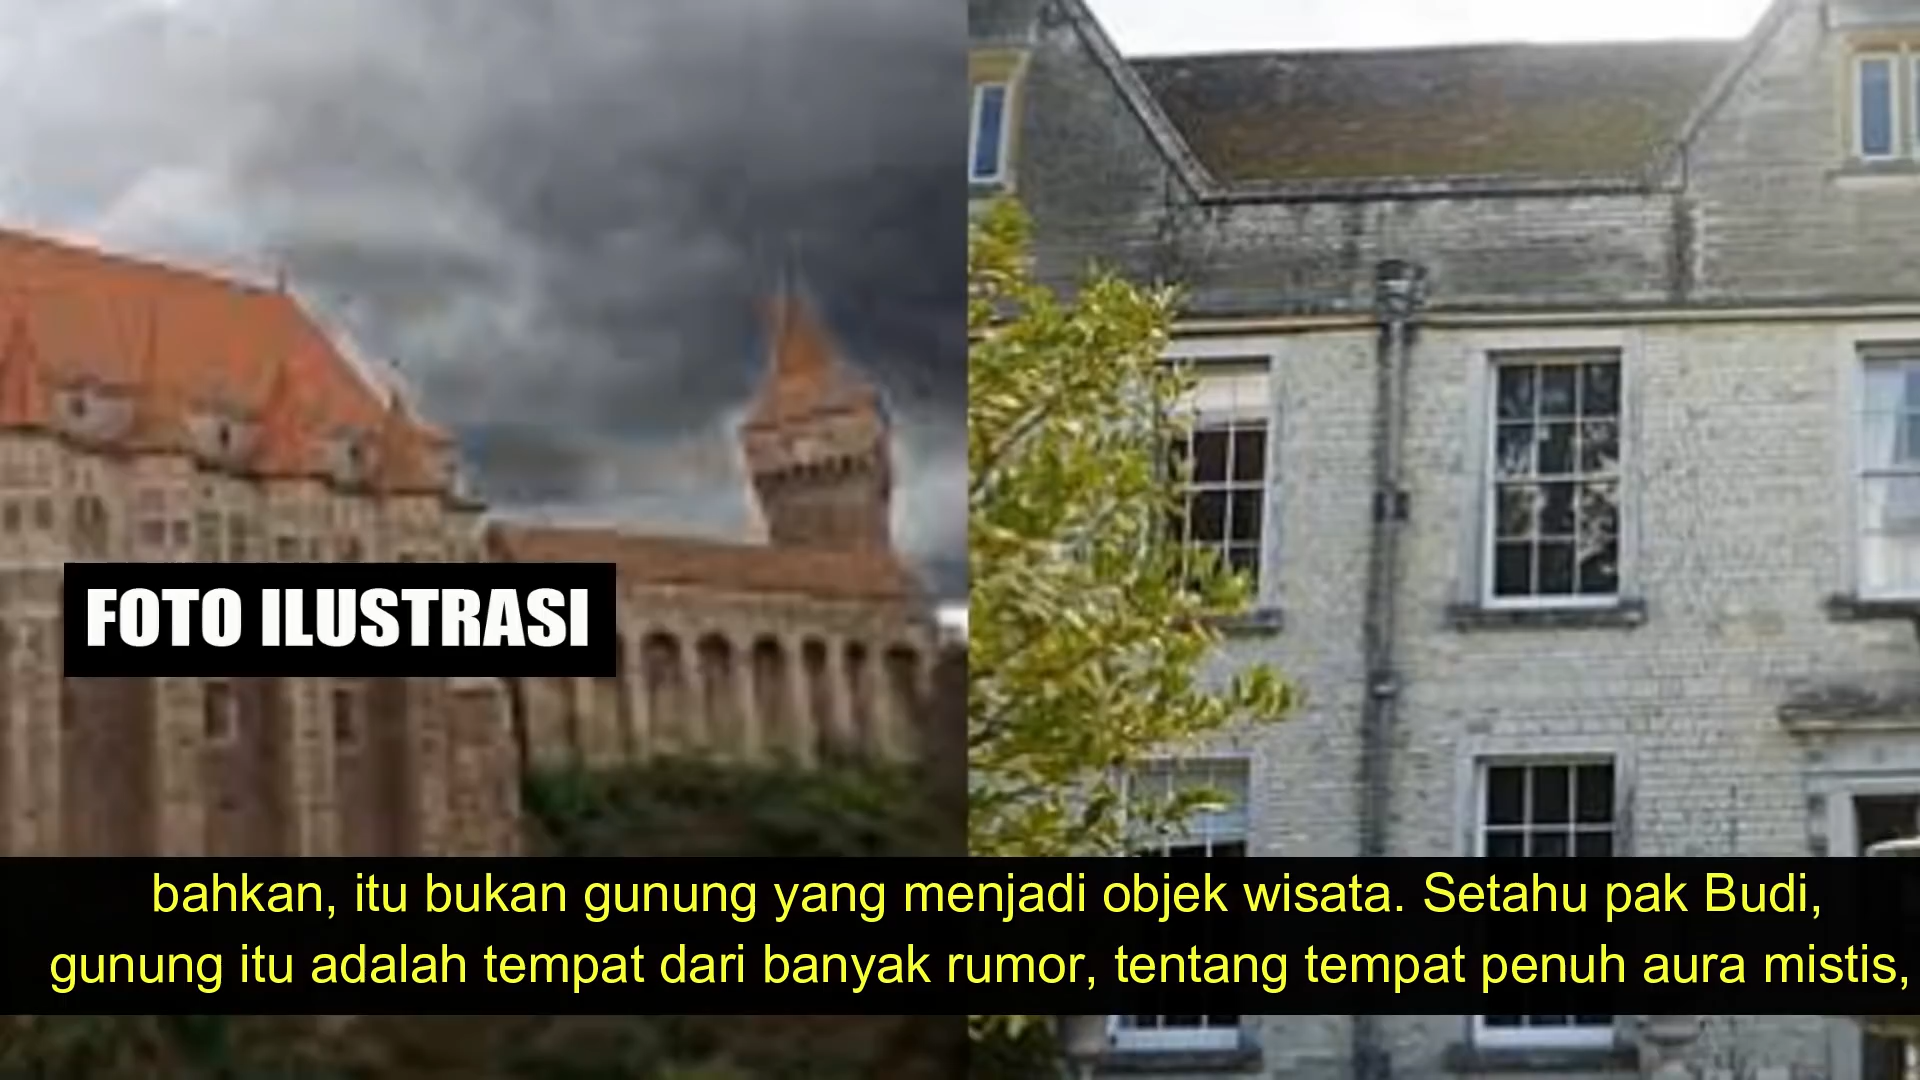 FOTO ILUSTRASI
bahkan, itu bukan gunung yang menjadi objek wisata. Setahu pak Budi,
gunung itu adalah tempat dari banyak rumor, tentang tempat penuh aura mistis,